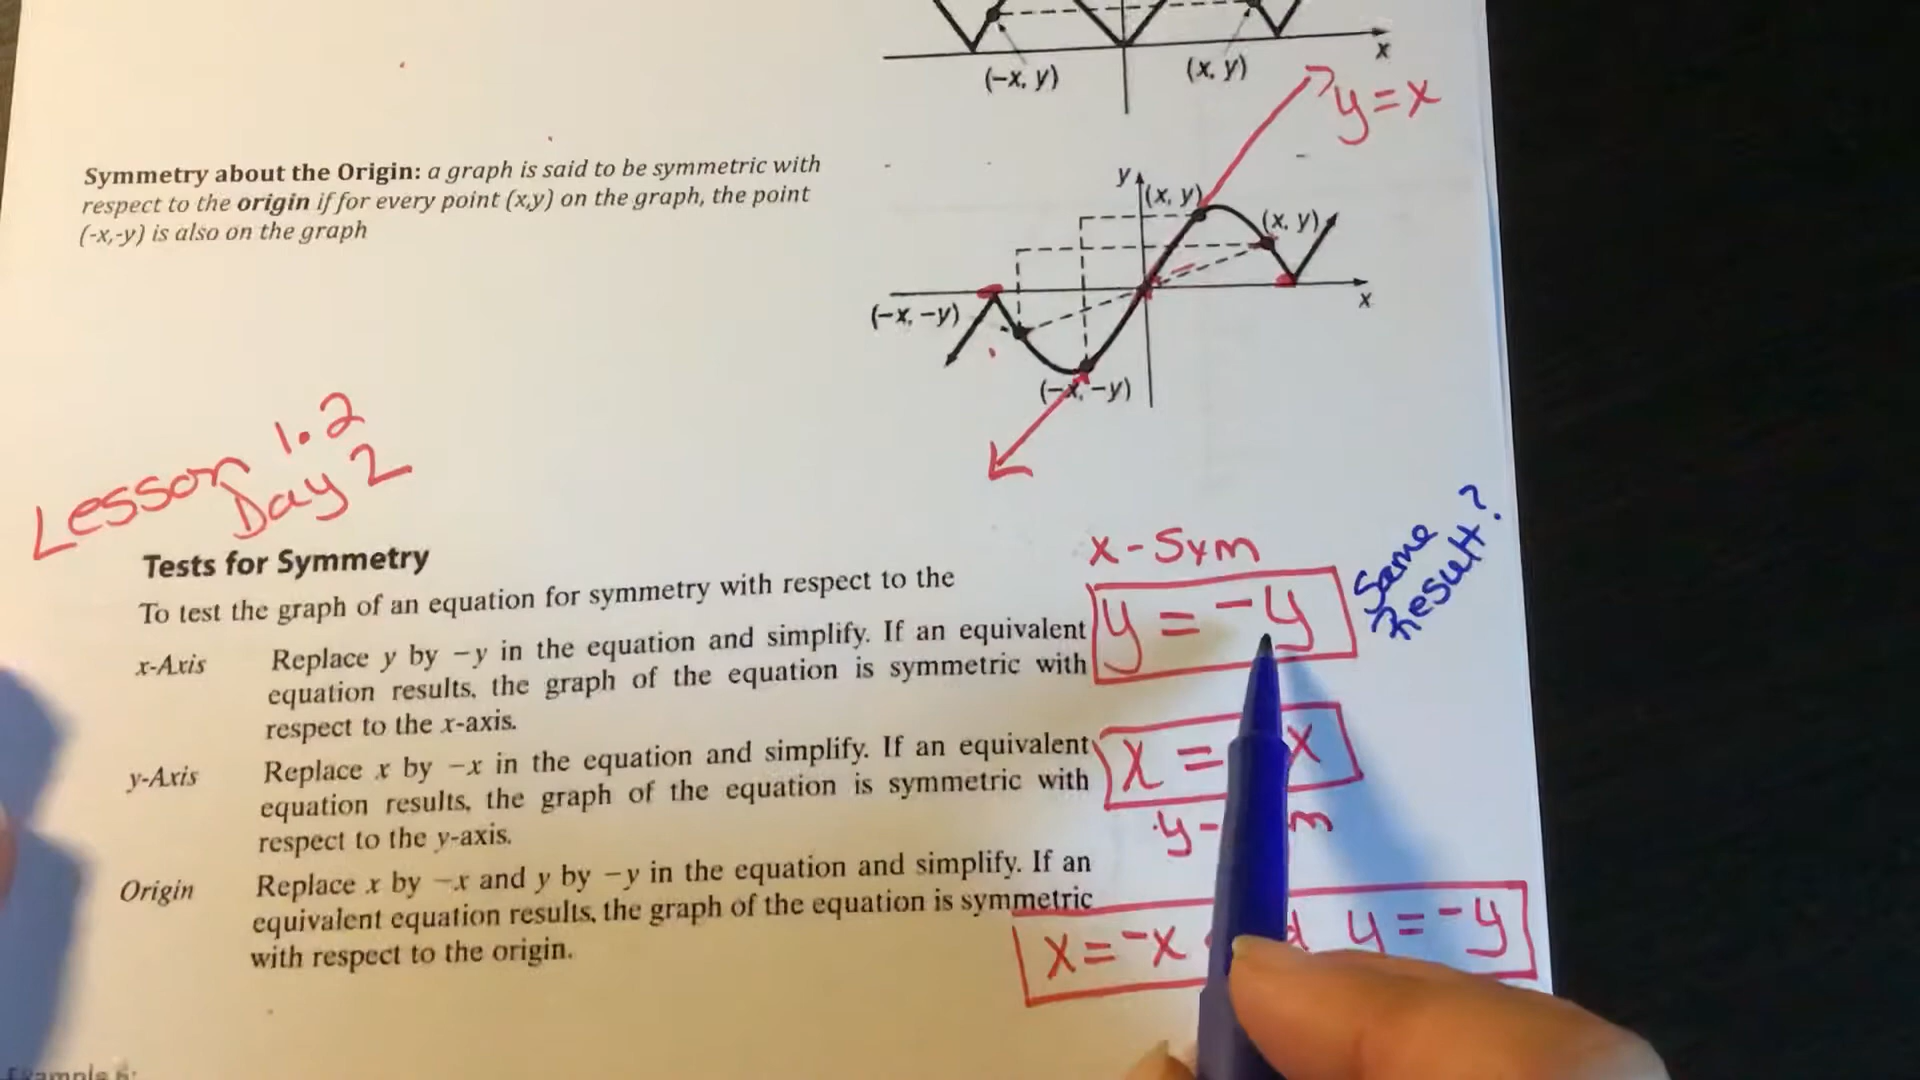 x
(-x, y)
(x, y)
y=x
Symmetry about the Origin: a graph is said to be symmetric with
respect to the origin if for every point (x,y) on the graph, the point
(-x,-y) is also on the graph
y
(x, y)
(x, y)
x
(-x, -y)
(-x, -y)
Lesson 1.2
Day 2
Tests for Symmetry
To test the graph of an equation for symmetry with respect to the
x-Axis Replace y by -y in the equation and simplify. If an equivalent
equation results, the graph of the equation is symmetric with
respect to the x-axis.
y-Axis Replace x by -x in the equation and simplify. If an equivalent
equation results, the graph of the equation is symmetric with
respect to the y-axis.
Origin Replace x by -x and y by -y in the equation and simplify. If an
equivalent equation results, the graph of the equation is symmetric
with respect to the origin.
x-Sym
y = -y
Same
Result?
x = x
y- m
x=-x d y=-y